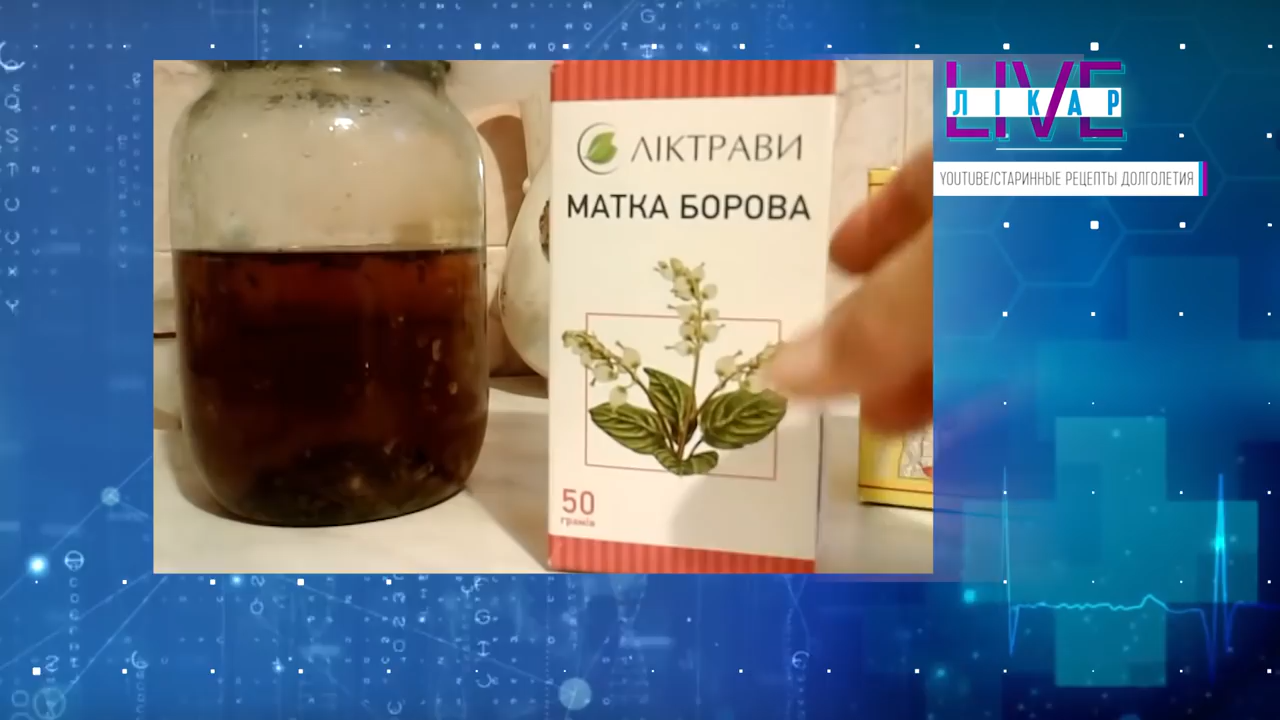 LIVE
ЛІКАР
YOUTUBE/СТАРИННЫЕ РЕЦЕПТЫ ДОЛГОЛЕТИЯ
ЛІКТРАВИ
МАТКА БОРОВА
50
грамів